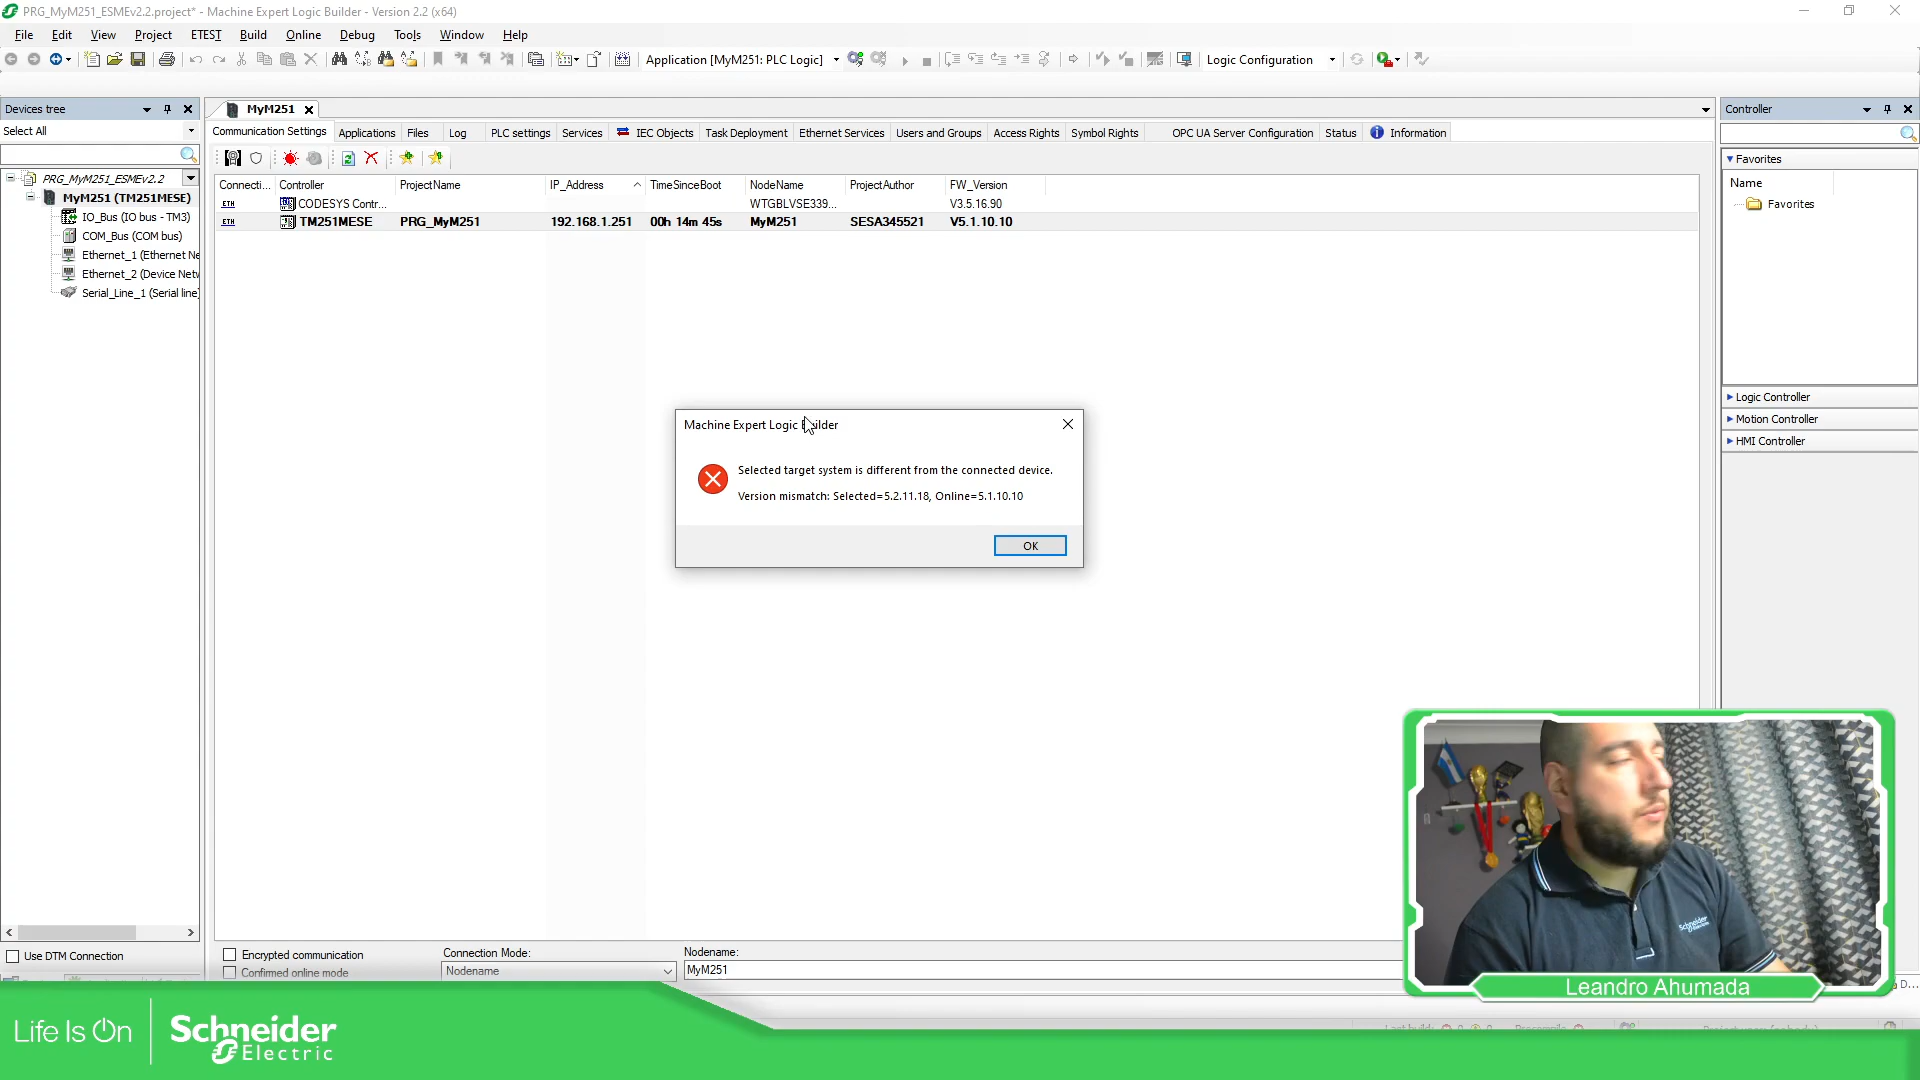 PRG_MyM251_ESMEv2.2.project* - Machine Expert Logic Builder - Version 2.2 (x64)
File Edit View Project ETEST Build Online Debug Tools Window Help
Application [MyM251: PLC Logic]
Logic Configuration
Devices tree
MyM251
Controller
Select All
Communication Settings Applications Files Log PLC settings Services IEC Objects Task Deployment Ethernet Services Users and Groups Access Rights Symbol Rights OPC UA Server Configuration Status Information
Favorites
Name
Favorites
Logic Controller
Motion Controller
HMI Controller
PRG_MyM251_ESMEv2.2
MyM251 (TM251MESE)
IO_Bus (IO bus - TM3)
COM_Bus (COM bus)
Ethernet_1 (Ethernet Ne
Ethernet_2 (Device Netw
Serial_Line_1 (Serial line)
Connecti... Controller ProjectName IP_Address TimeSinceBoot NodeName ProjectAuthor FW_Version
ETH CODESYS Contr... WTGBLVSE339... V3.5.16.90
ETH TM251MESE PRG_MyM251 192.168.1.251 00h 14m 45s MyM251 SESA345521 V5.1.10.10
Machine Expert Logic Builder
Selected target system is different from the connected device.
Version mismatch: Selected=5.2.11.18, Online=5.1.10.10
OK
Use DTM Connection
Encrypted communication
Confirmed online mode
Connection Mode:
Nodename
Nodename:
MyM251
Schneider Electric
Leandro Ahumada
Life Is On
Schneider
Electric